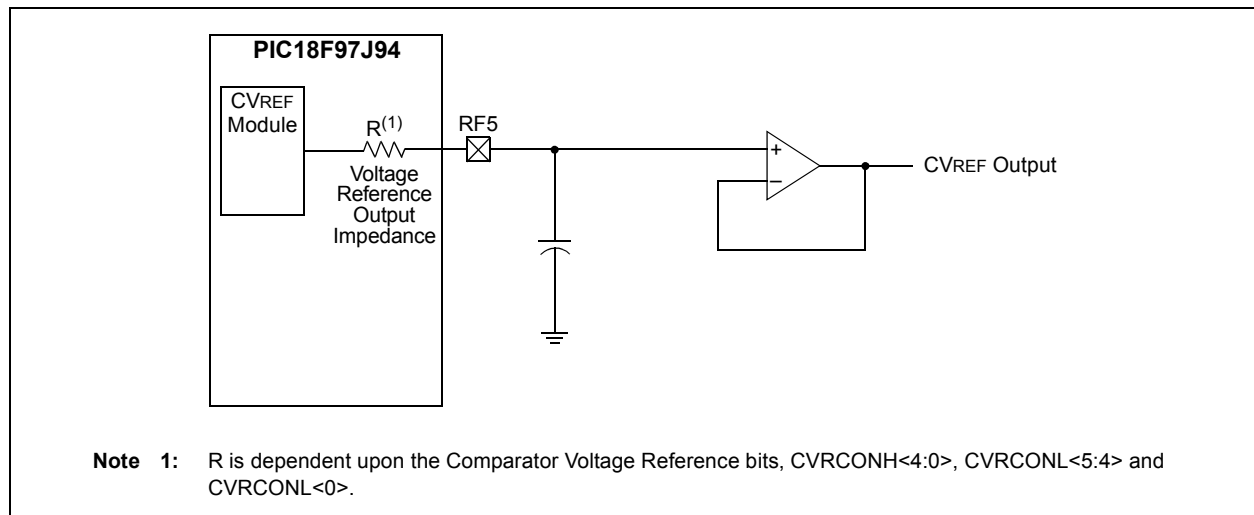 PIC18F97J94
CVREF
Module
R(1)
RF5
Voltage
Reference
Output
Impedance
+
–
CVREF Output
Note 1: R is dependent upon the Comparator Voltage Reference bits, CVRCONH<4:0>, CVRCONL<5:4> and
CVRCONL<0>.